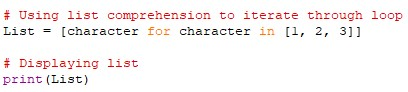 # Using list comprehension to iterate through loop
List = [character for character in [1, 2, 3]]

# Displaying list
print(List)